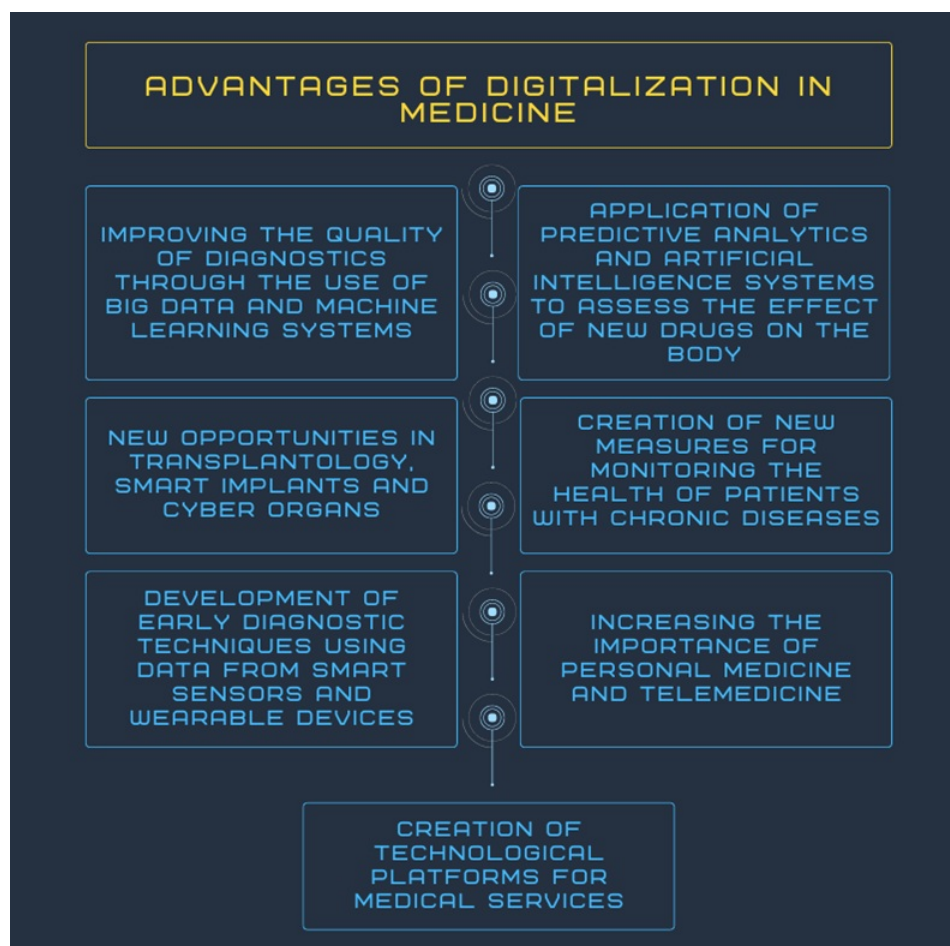 ADVANTAGES OF DIGITALIZATION IN
MEDICINE
IMPROVING THE QUALITY
OF DIAGNOSTICS
THROUGH THE USE OF
BIG DATA AND MACHINE
LEARNING SYSTEMS
APPLICATION OF
PREDICTIVE ANALYTICS
AND ARTIFICIAL
INTELLIGENCE SYSTEMS
TO ASSESS THE EFFECT
OF NEW DRUGS ON THE
BODY
NEW OPPORTUNITIES IN
TRANSPLANTOLOGY,
SMART IMPLANTS AND
CYBER ORGANS
CREATION OF NEW
MEASURES FOR
MONITORING THE
HEALTH OF PATIENTS
WITH CHRONIC DISEASES
DEVELOPMENT OF
EARLY DIAGNOSTIC
TECHNIQUES USING
DATA FROM SMART
SENSORS AND
WEARABLE DEVICES
INCREASING THE
IMPORTANCE OF
PERSONAL MEDICINE
AND TELEMEDICINE
CREATION OF
TECHNOLOGICAL
PLATFORMS FOR
MEDICAL SERVICES